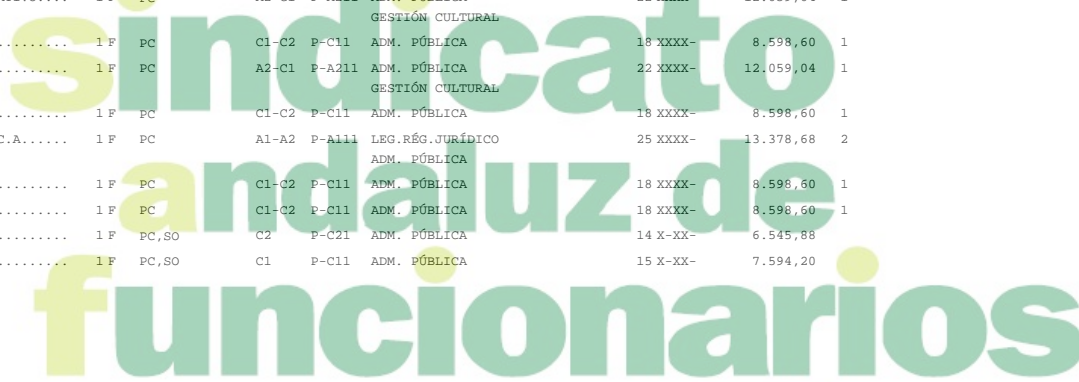 GESTIÓN CULTURAL
......... 1 F PC C1-C2 P-C11 ADM. PÚBLICA 18 XXXX- 8.598,60 1
......... 1 F PC A2-C1 P-A211 ADM. PÚBLICA 22 XXXX- 12.059,04 1
GESTIÓN CULTURAL
......... 1 F PC C1-C2 P-C11 ADM. PÚBLICA 18 XXXX- 8.598,60 1
C.A...... 1 F PC A1-A2 P-A111 LEG.RÉG.JURÍDICO 25 XXXX- 13.378,68 2
ADM. PÚBLICA
......... 1 F PC C1-C2 P-C11 ADM. PÚBLICA 18 XXXX- 8.598,60 1
......... 1 F PC C1-C2 P-C11 ADM. PÚBLICA 18 XXXX- 8.598,60 1
......... 1 F PC,SO C2 P-C21 ADM. PÚBLICA 14 X-XX- 6.545,88
......... 1 F PC,SO C1 P-C11 ADM. PÚBLICA 15 X-XX- 7.594,20
sindicato
andaluz de
funcionarios